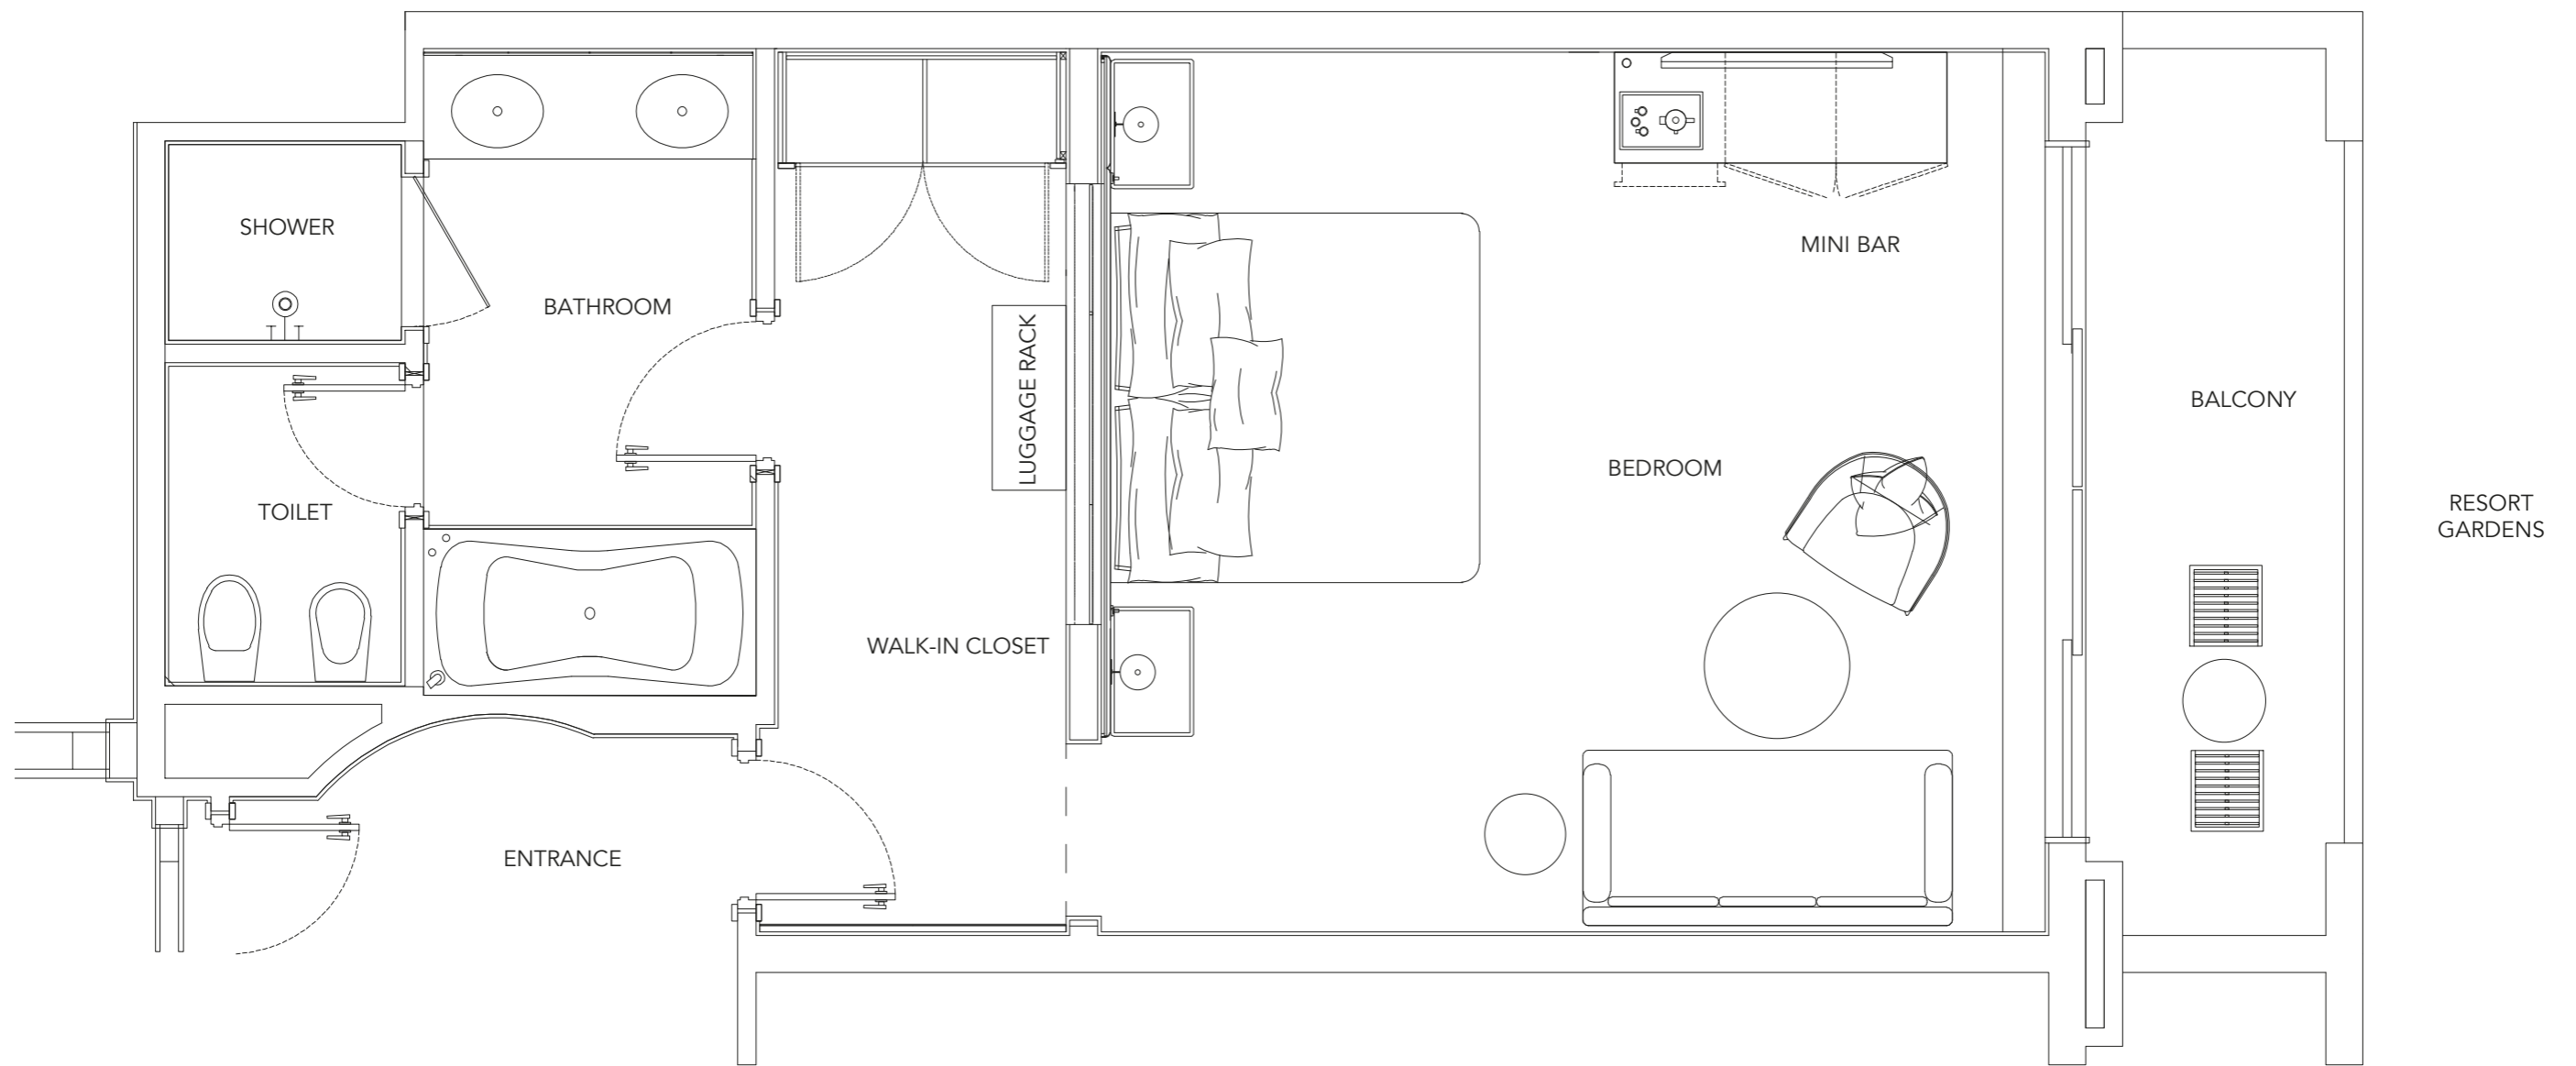 SHOWER
MINI BAR
BATHROOM
LUGGAGE RACK
BALCONY
BEDROOM
TOILET
RESORT
GARDENS
WALK-IN CLOSET
ENTRANCE